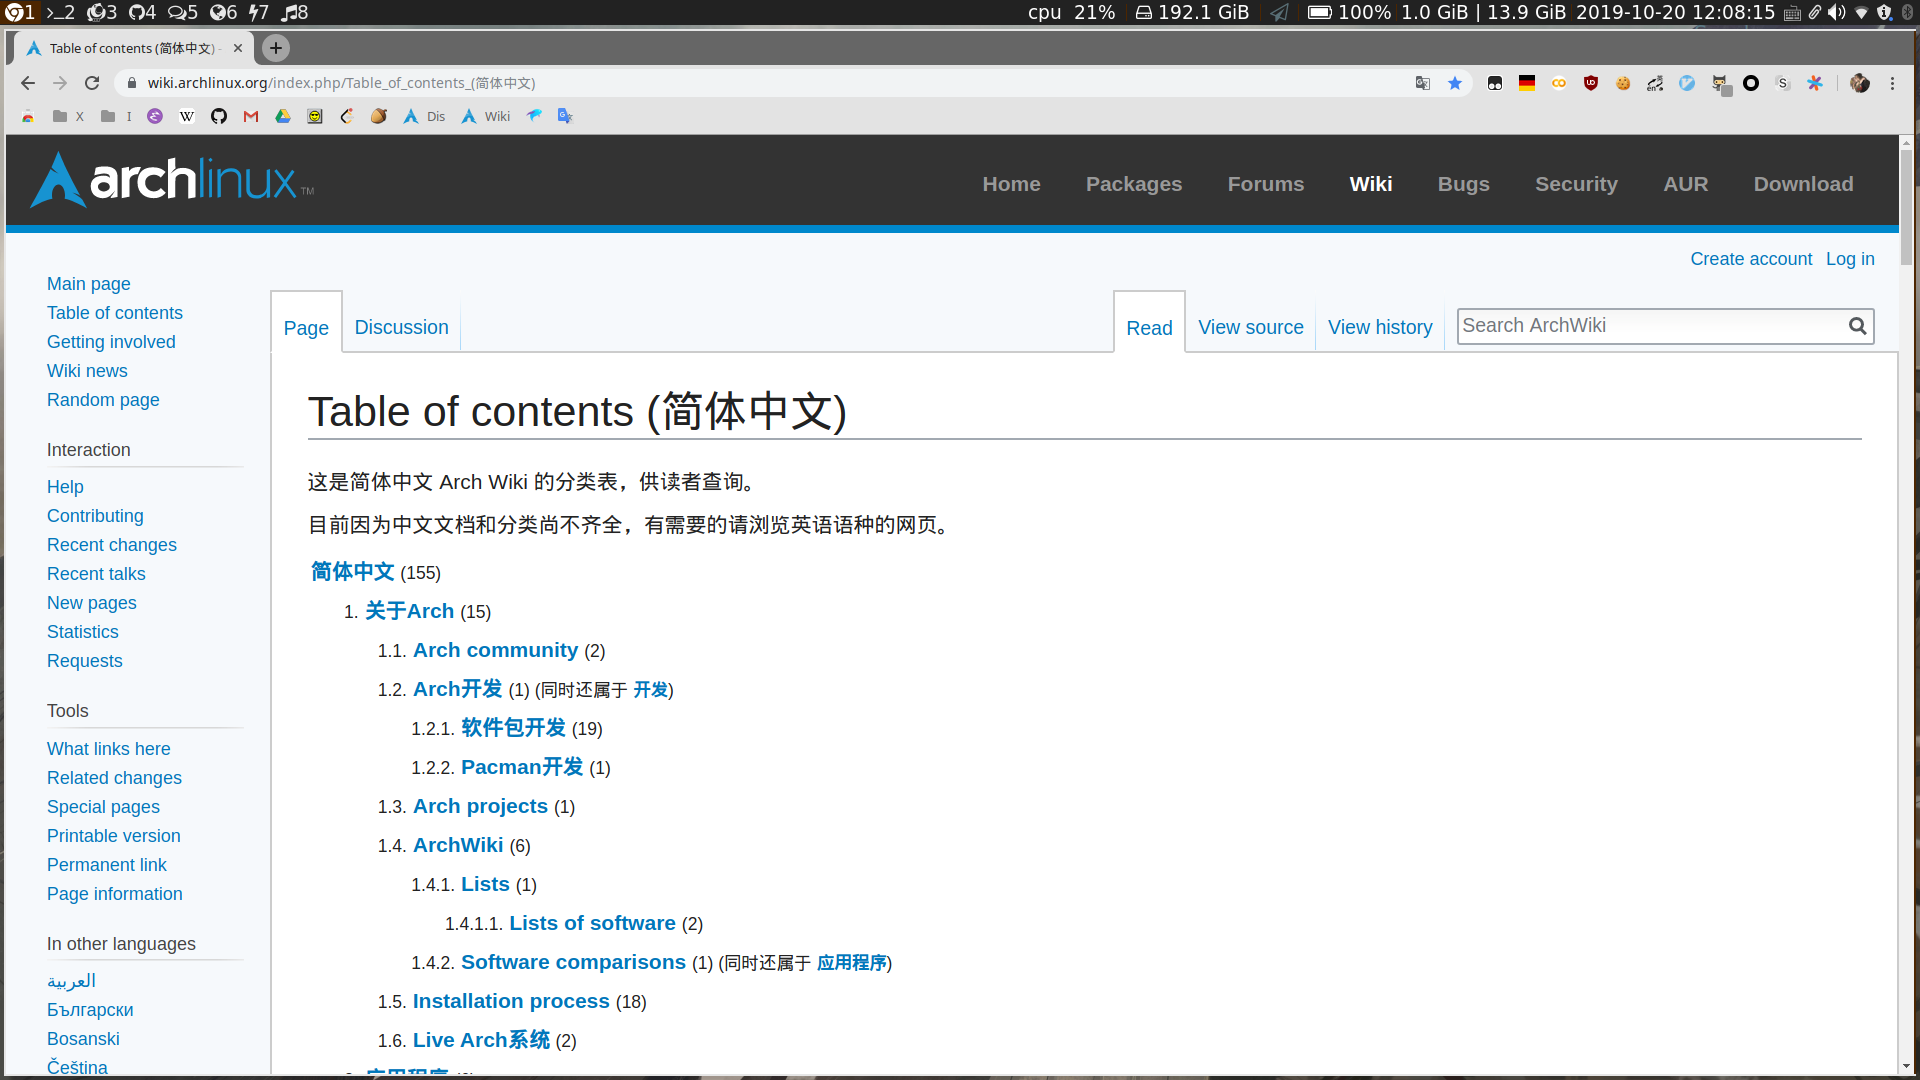 1 2 3 4 5 6 7 8 cpu 21% 192.1 GiB 100% 1.0 GiB | 13.9 GiB 2019-10-20 12:08:15
Table of contents (简体中文) -
wiki.archlinux.org/index.php/Table_of_contents_(简体中文)
X I Dis Wiki
archlinux™
Home Packages Forums Wiki Bugs Security AUR Download
Create account Log in
Main page
Table of contents
Getting involved
Wiki news
Random page
Interaction
Help
Contributing
Recent changes
Recent talks
New pages
Statistics
Requests
Tools
What links here
Related changes
Special pages
Printable version
Permanent link
Page information
In other languages
العربية
Български
Bosanski
Čeština
Page Discussion Read View source View history Search ArchWiki
Table of contents (简体中文)
这是简体中文 Arch Wiki 的分类表，供读者查询。
目前因为中文文档和分类尚不齐全，有需要的请浏览英语语种的网页。
简体中文 (155)
1. 关于Arch (15)
1.1. Arch community (2)
1.2. Arch开发 (1) (同时还属于 开发)
1.2.1. 软件包开发 (19)
1.2.2. Pacman开发 (1)
1.3. Arch projects (1)
1.4. ArchWiki (6)
1.4.1. Lists (1)
1.4.1.1. Lists of software (2)
1.4.2. Software comparisons (1) (同时还属于 应用程序)
1.5. Installation process (18)
1.6. Live Arch系统 (2)